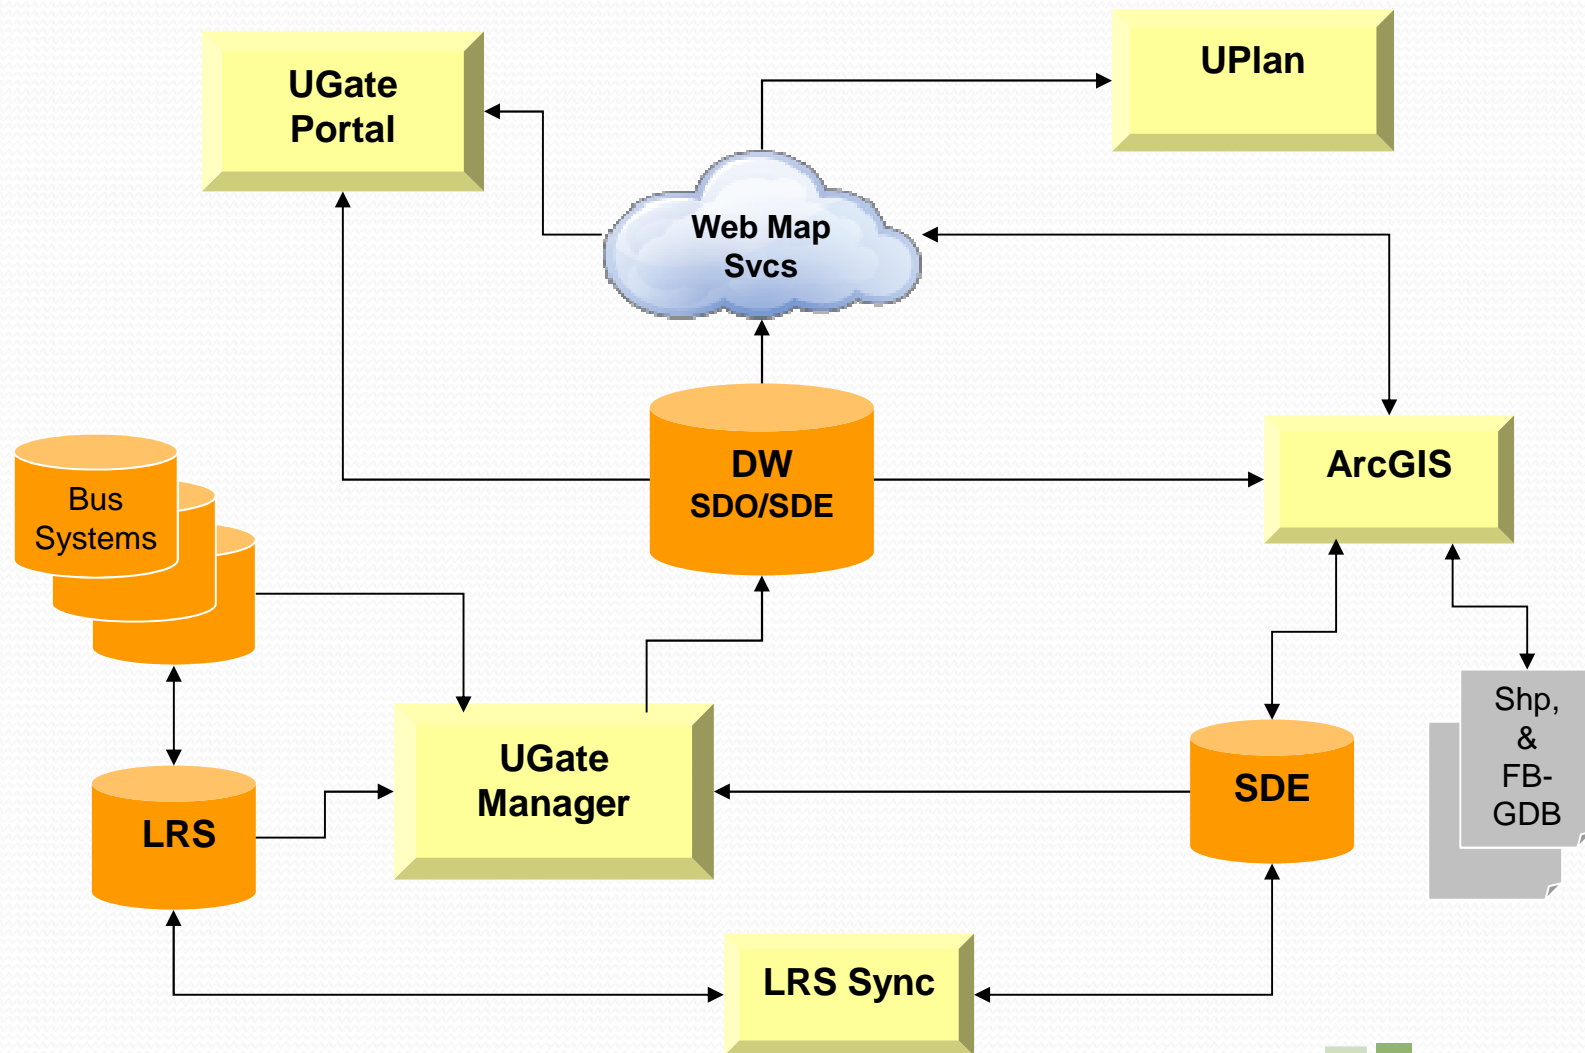 UGate
Portal
UPlan
Web Map
Svcs
DW
SDO/SDE
ArcGIS
Bus
Systems
UGate
Manager
LRS
SDE
Shp,
&
FB-
GDB
LRS Sync